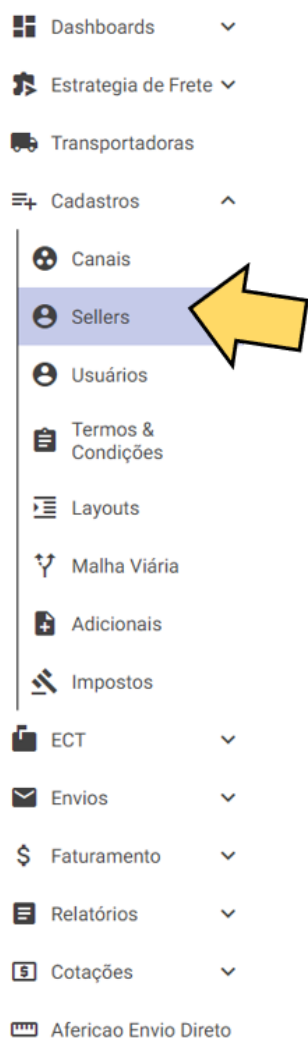 Dashboards
Estrategia de Frete
Transportadoras
Cadastros
Canais
Sellers
Usuários
Termos &
Condições
Layouts
Malha Viária
Adicionais
Impostos
ECT
Envios
Faturamento
Relatórios
Cotações
Afericao Envio Direto